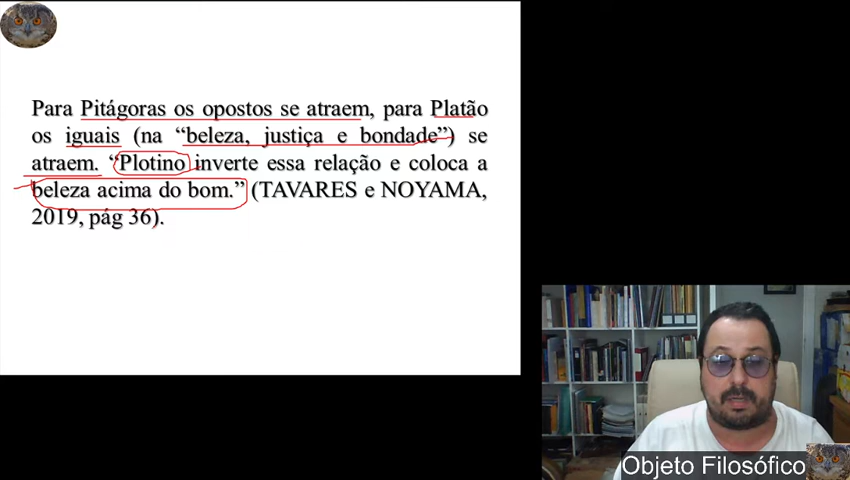 Para Pitágoras os opostos se atraem, para Platão
os iguais (na “beleza, justiça e bondade”) se
atraem. “Plotino inverte essa relação e coloca a
beleza acima do bom.” (TAVARES e NOYAMA,
2019, pág 36).
Objeto Filosófico